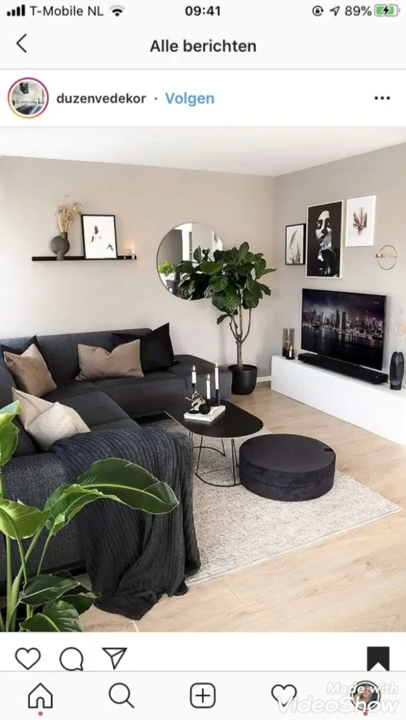 T-Mobile NL 09:41 89%
Alle berichten
duzenvedekor · Volgen
Made with
VideoShow